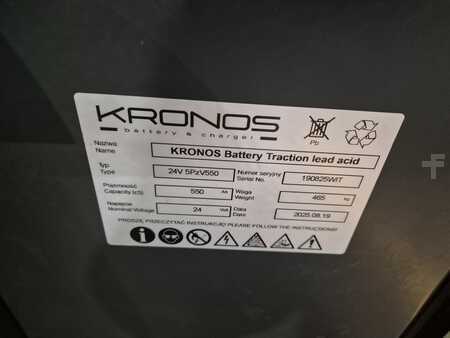 KRONOS
battery & charger
Pb
Nazwa
Name
KRONOS Battery Traction lead acid
Typ
Type
24V 5PzV550
Numer seryjny
Serial No.
190825WIT
Pojemność
Capacity (c5)
550
Ah
Waga
Weight
465
kg
Napięcie
Nominal Voltage
24
Volt
Data
Date
2025.08.19
PROSZĘ, PRZECZYTAĆ INSTRUKCJĘ/ PLEASE FOLLOW THE INSTRUCTIONS!